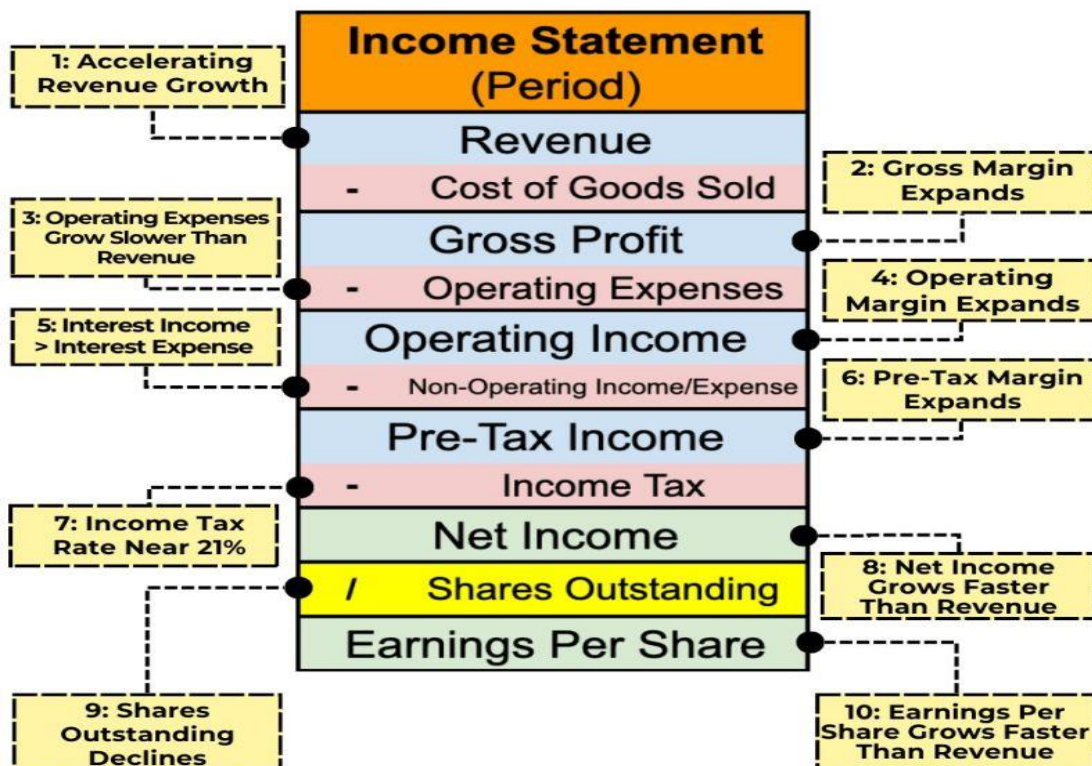 Income Statement
(Period)
1: Accelerating
Revenue Growth
Revenue
- Cost of Goods Sold
2: Gross Margin
Expands
3: Operating Expenses
Grow Slower Than
Revenue
Gross Profit
- Operating Expenses
4: Operating
Margin Expands
5: Interest Income
> Interest Expense
Operating Income
- Non-Operating Income/Expense
6: Pre-Tax Margin
Expands
Pre-Tax Income
- Income Tax
7: Income Tax
Rate Near 21%
Net Income
8: Net Income
Grows Faster
Than Revenue
/ Shares Outstanding
Earnings Per Share
9: Shares
Outstanding
Declines
10: Earnings Per
Share Grows Faster
Than Revenue